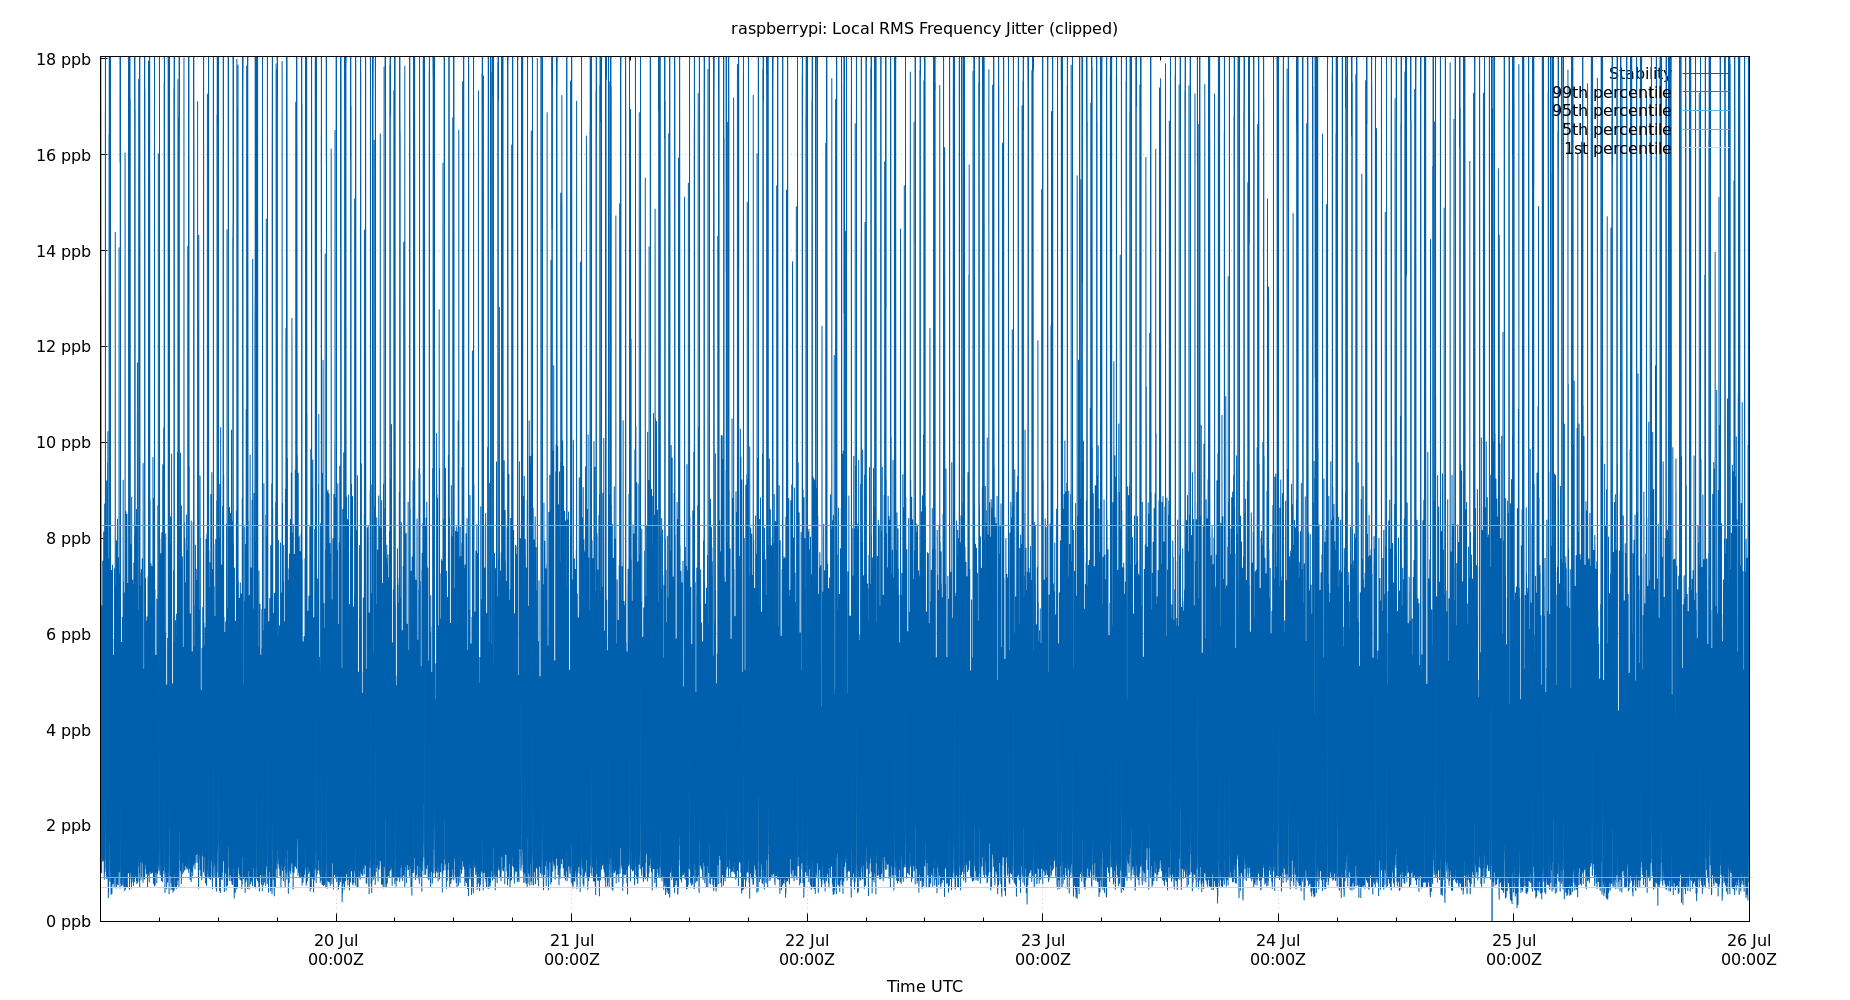 raspberrypi: Local RMS Frequency Jitter (clipped)
18 ppb
16 ppb
14 ppb
12 ppb
10 ppb
8 ppb
6 ppb
4 ppb
2 ppb
0 ppb
Stability
99th percentile
95th percentile
5th percentile
1st percentile
20 Jul
00:00Z
21 Jul
00:00Z
22 Jul
00:00Z
23 Jul
00:00Z
24 Jul
00:00Z
25 Jul
00:00Z
26 Jul
00:00Z
Time UTC